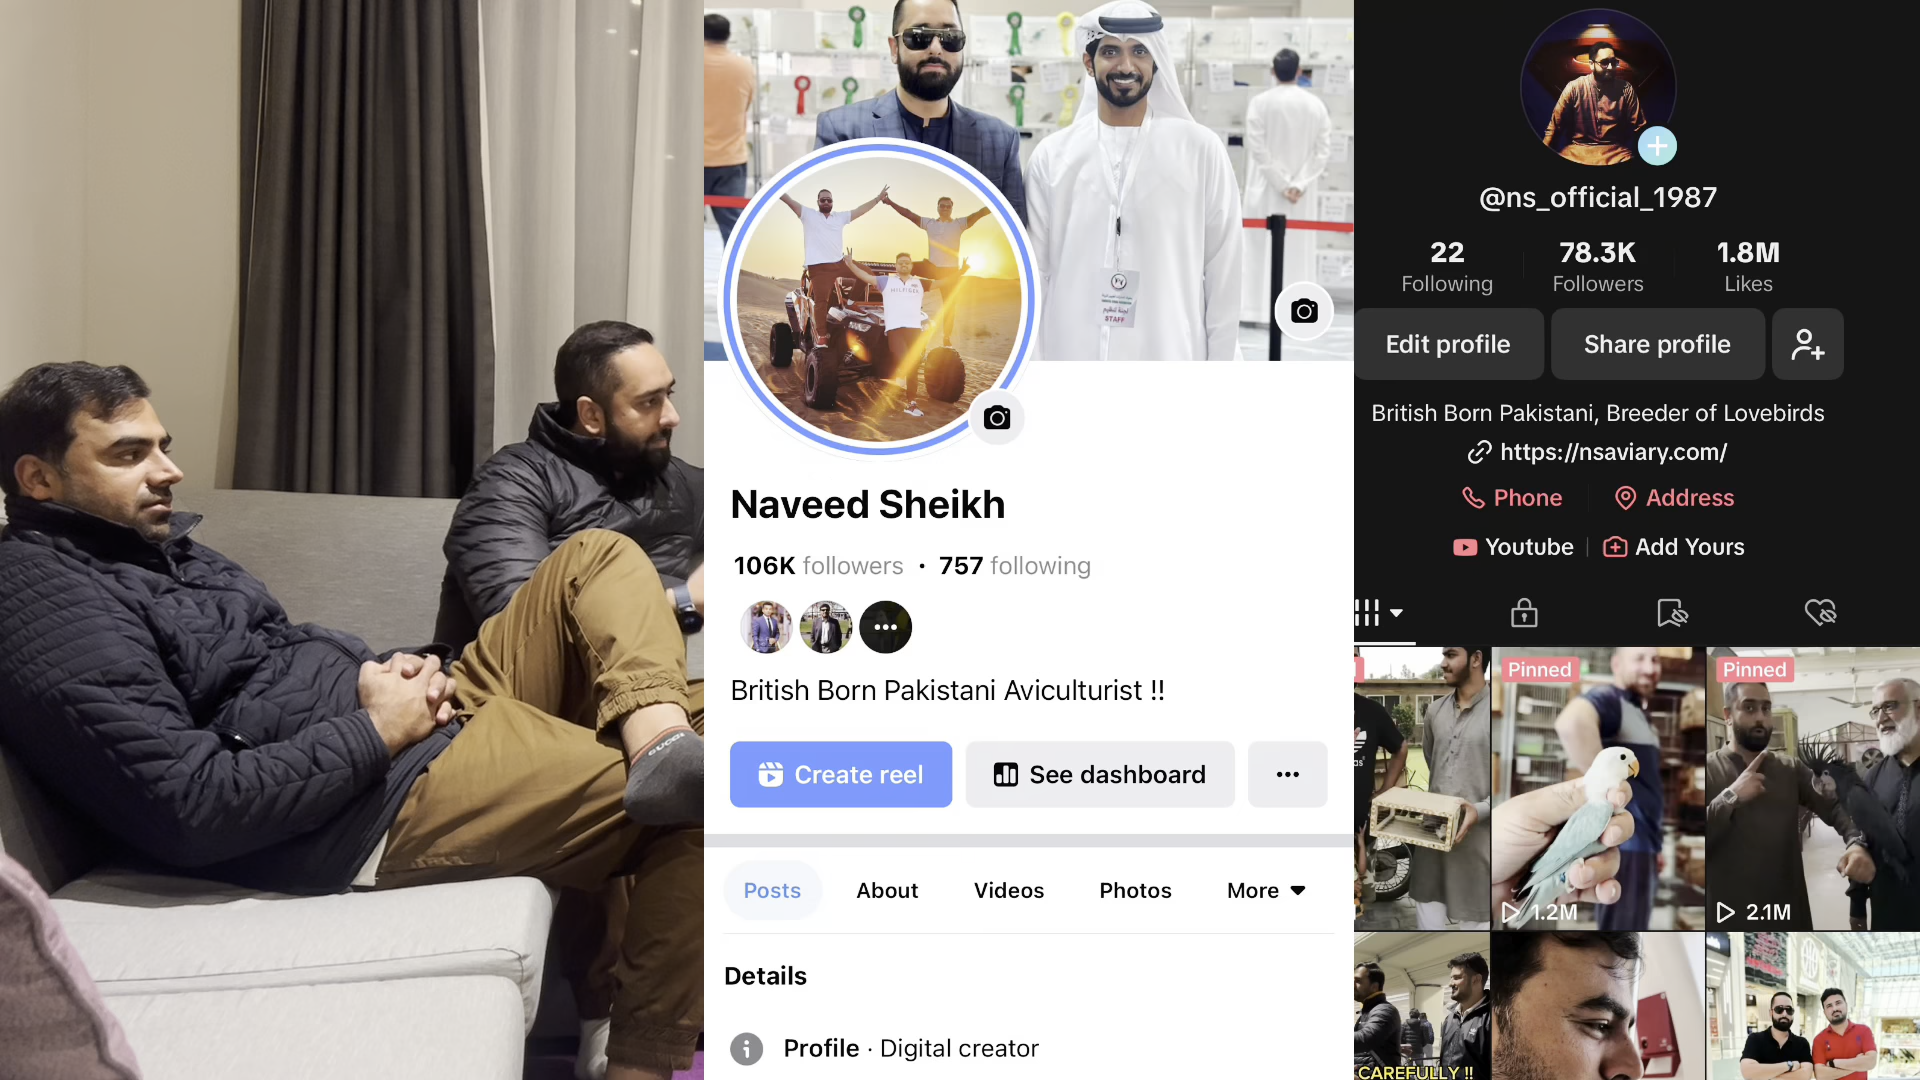 GUCCI
HILFIGER
STAFF
Naveed Sheikh
106K followers • 757 following
British Born Pakistani Aviculturist !!
Create reel
See dashboard
Posts
About
Videos
Photos
More
Details
Profile · Digital creator
@ns_official_1987
22
78.3K
1.8M
Following
Followers
Likes
Edit profile
Share profile
British Born Pakistani, Breeder of Lovebirds
https://nsaviary.com/
Phone
Address
Youtube
Add Yours
Pinned
Pinned
1.2M
2.1M
CAREFULLY !!